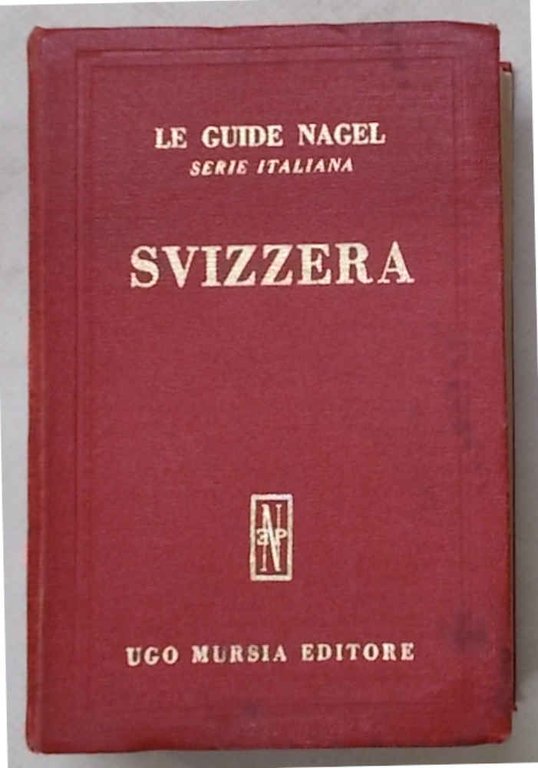 LE GUIDE NAGEL
SERIE ITALIANA
SVIZZERA
N
UGO MURSIA EDITORE